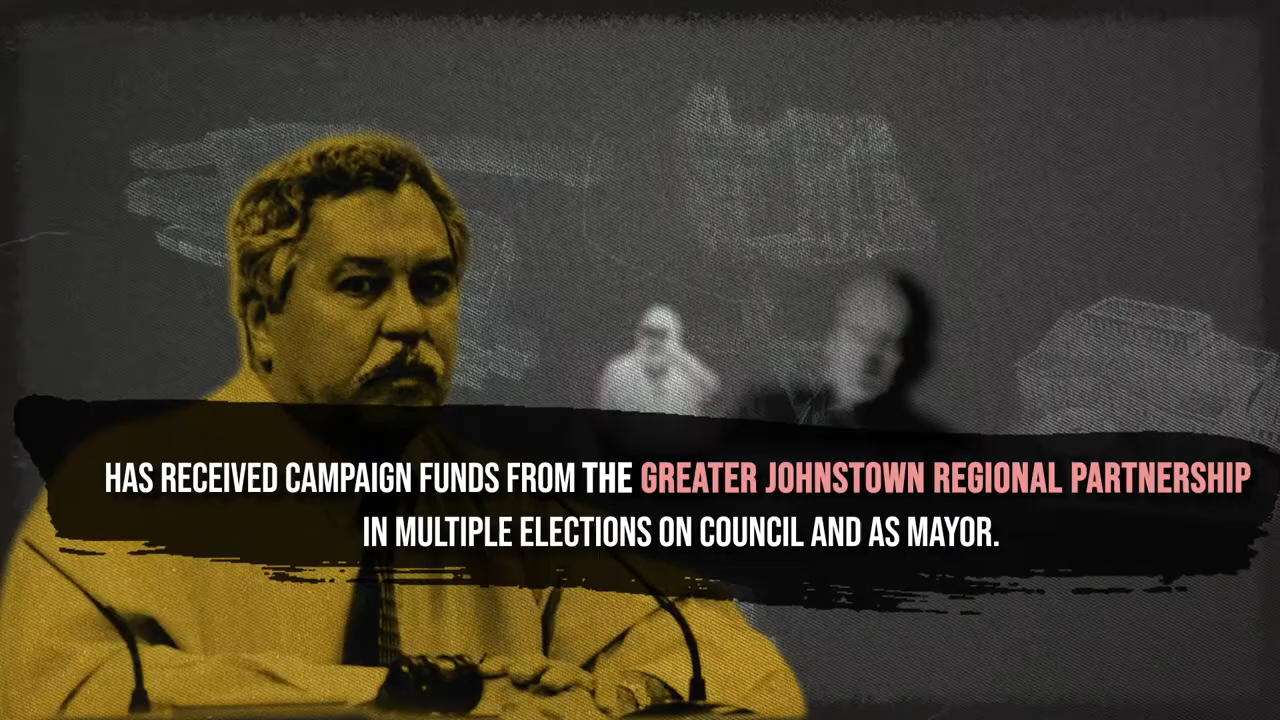 HAS RECEIVED CAMPAIGN FUNDS FROM THE GREATER JOHNSTOWN REGIONAL PARTNERSHIP
IN MULTIPLE ELECTIONS ON COUNCIL AND AS MAYOR.